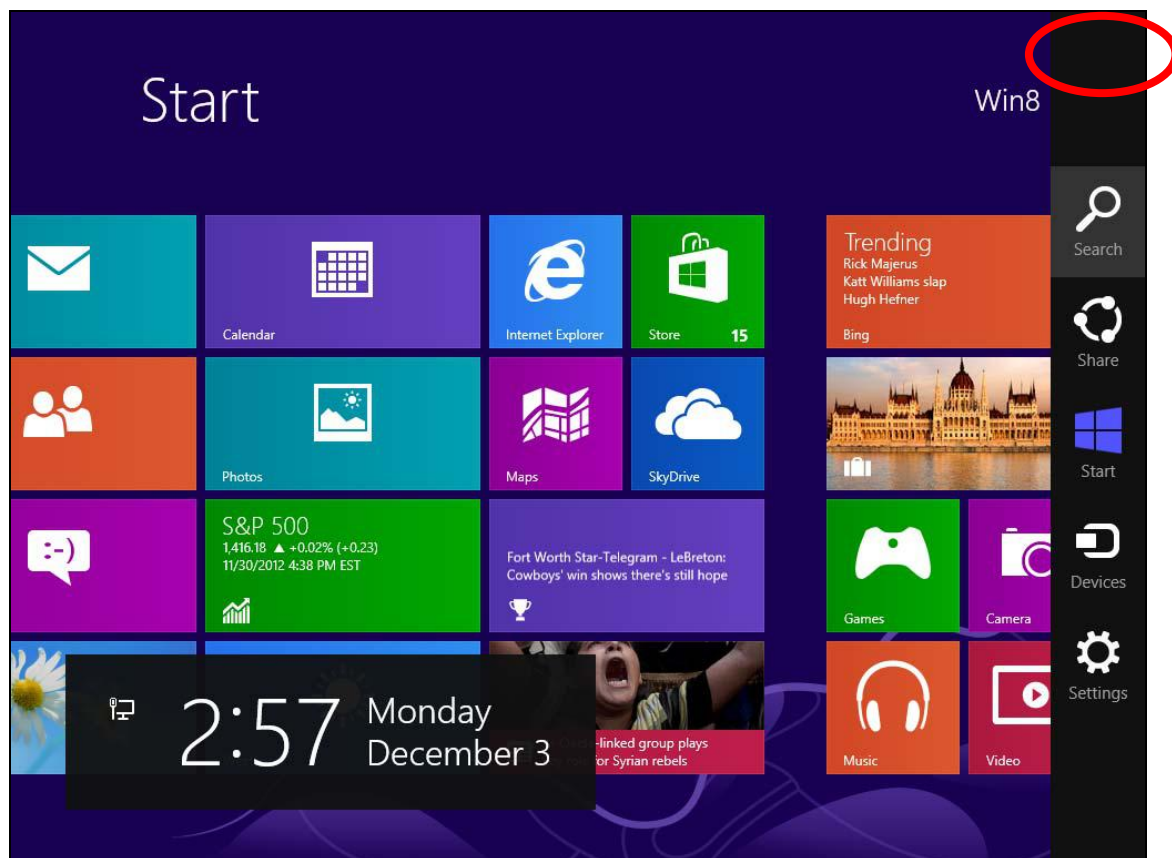 Start
Win8
Search
Share
Start
Devices
Settings
Calendar
Internet Explorer
Store 15
Trending
Rick Majerus
Katt Williams slap
Hugh Hefner
Bing
Photos
Maps
SkyDrive
S&P 500
1,416.18 ▲ +0.02% (+0.23)
11/30/2012 4:38 PM EST
Fort Worth Star-Telegram - LeBreton:
Cowboys' win shows there's still hope
:-)
Games
Camera
-linked group plays
for Syrian rebels
Music
Video
2:57
Monday
December 3